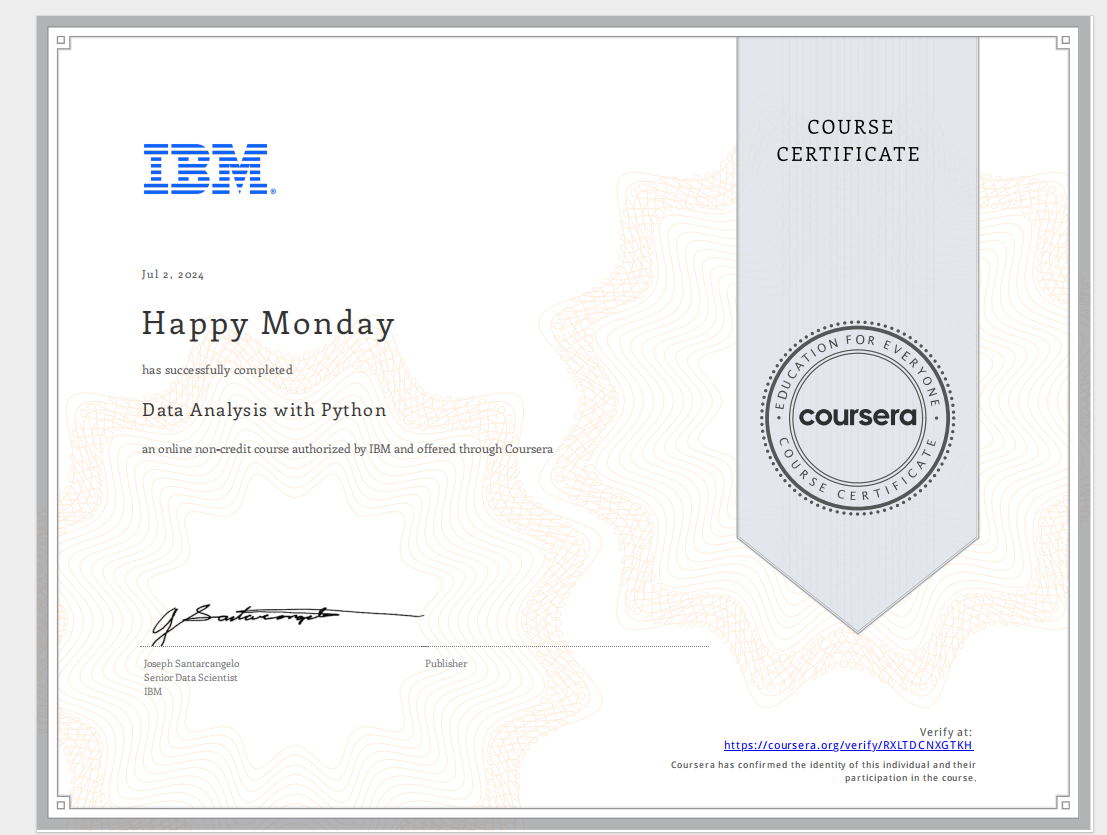 COURSE
CERTIFICATE
IBM®
Jul 2, 2024
Happy Monday
has successfully completed
Data Analysis with Python
an online non-credit course authorized by IBM and offered through Coursera
EDUCATION FOR EVERYONE
coursera
COURSE CERTIFICATE
J Santarcangelo
Joseph Santarcangelo
Senior Data Scientist
IBM
Publisher
Verify at:
https://coursera.org/verify/RXLTDCNXGTKH
Coursera has confirmed the identity of this individual and their
participation in the course.